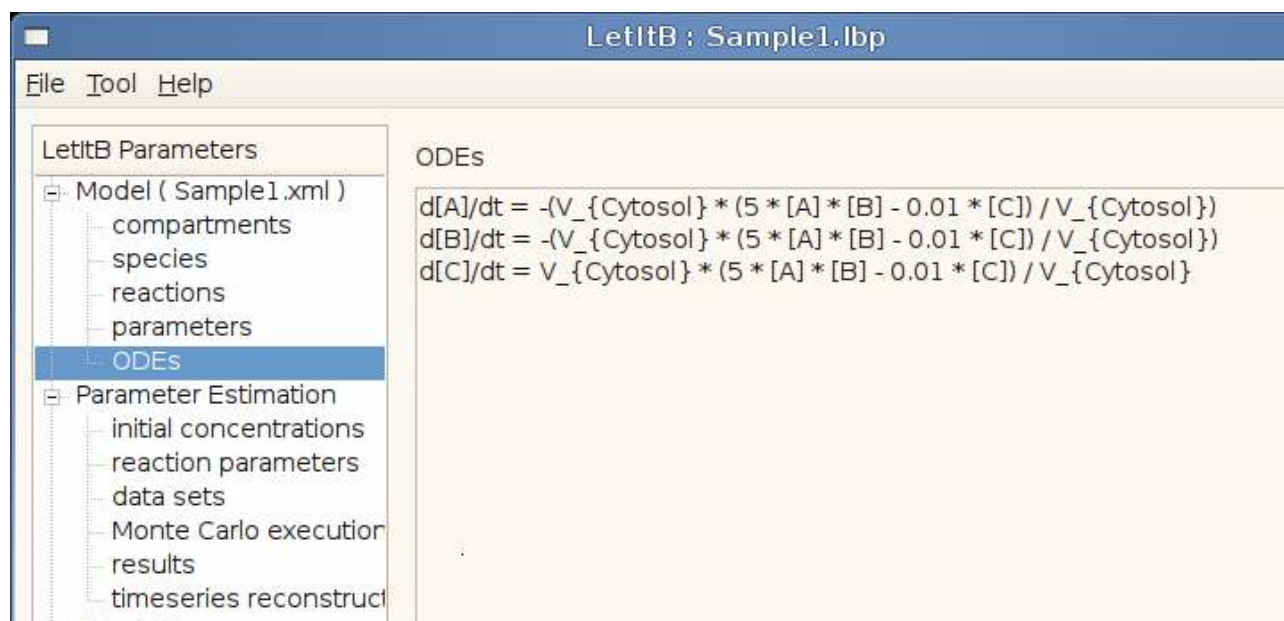 LetItB : Sample1.lbp
File Tool Help
LetItB Parameters
Model ( Sample1.xml )
compartments
species
reactions
parameters
ODEs
Parameter Estimation
initial concentrations
reaction parameters
data sets
Monte Carlo execution
results
timeseries reconstruct
ODEs
d[A]/dt = -(V_{Cytosol} * (5 * [A] * [B] - 0.01 * [C]) / V_{Cytosol})
d[B]/dt = -(V_{Cytosol} * (5 * [A] * [B] - 0.01 * [C]) / V_{Cytosol})
d[C]/dt = V_{Cytosol} * (5 * [A] * [B] - 0.01 * [C]) / V_{Cytosol}